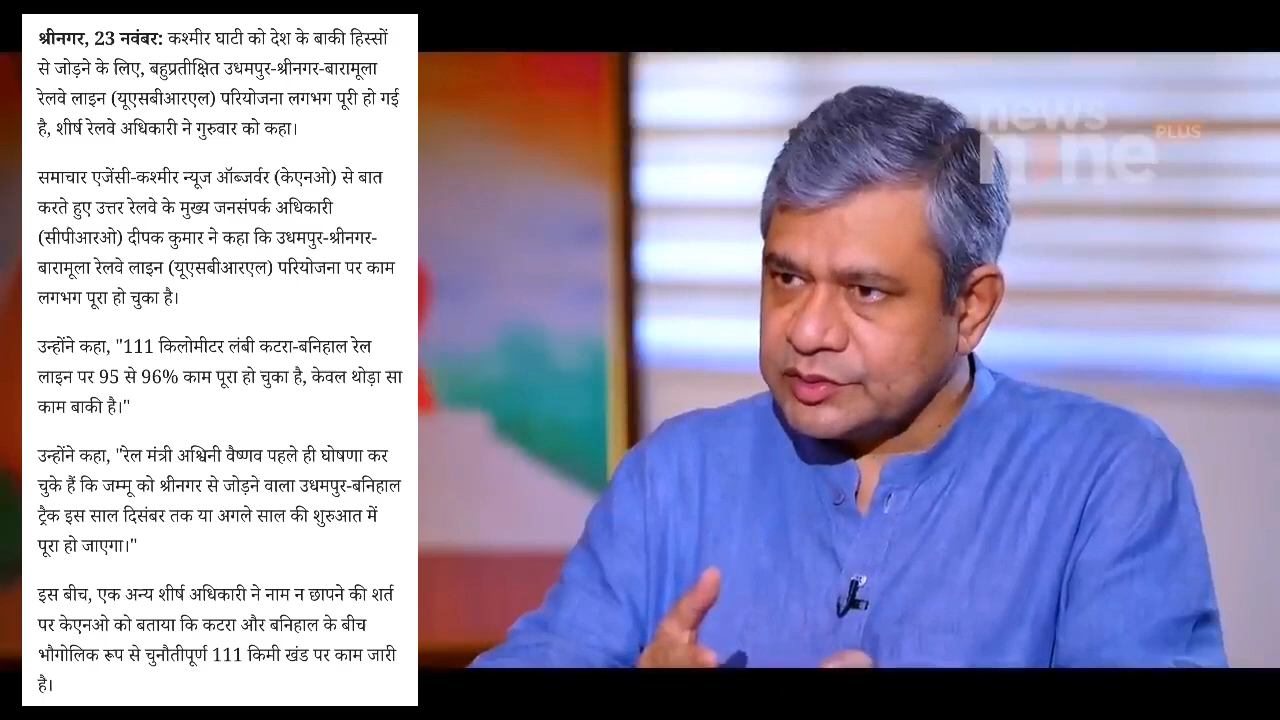 श्रीनगर, 23 नवंबर: कश्मीर घाटी को देश के बाकी हिस्सों
से जोड़ने के लिए, बहुप्रतीक्षित उधमपुर-श्रीनगर-बारामूला
रेलवे लाइन (यूएसबीआरएल) परियोजना लगभग पूरी हो गई
है, शीर्ष रेलवे अधिकारी ने गुरुवार को कहा।
समाचार एजेंसी-कश्मीर न्यूज ऑब्जर्वर (केएनओ) से बात
करते हुए उत्तर रेलवे के मुख्य जनसंपर्क अधिकारी
(सीपीआरओ) दीपक कुमार ने कहा कि उधमपुर-श्रीनगर-
बारामूला रेलवे लाइन (यूएसबीआरएल) परियोजना पर काम
लगभग पूरा हो चुका है।
उन्होंने कहा, "111 किलोमीटर लंबी कटरा-बनिहाल रेल
लाइन पर 95 से 96% काम पूरा हो चुका है, केवल थोड़ा सा
काम बाकी है।"
उन्होंने कहा, "रेल मंत्री अश्विनी वैष्णव पहले ही घोषणा कर
चुके हैं कि जम्मू को श्रीनगर से जोड़ने वाला उधमपुर-बनिहाल
ट्रैक इस साल दिसंबर तक या अगले साल की शुरुआत में
पूरा हो जाएगा।"
इस बीच, एक अन्य शीर्ष अधिकारी ने नाम न छापने की शर्त
पर केएनओ को बताया कि कटरा और बनिहाल के बीच
भौगोलिक रूप से चुनौतीपूर्ण 111 किमी खंड पर काम जारी
है।
news
nine PLUS